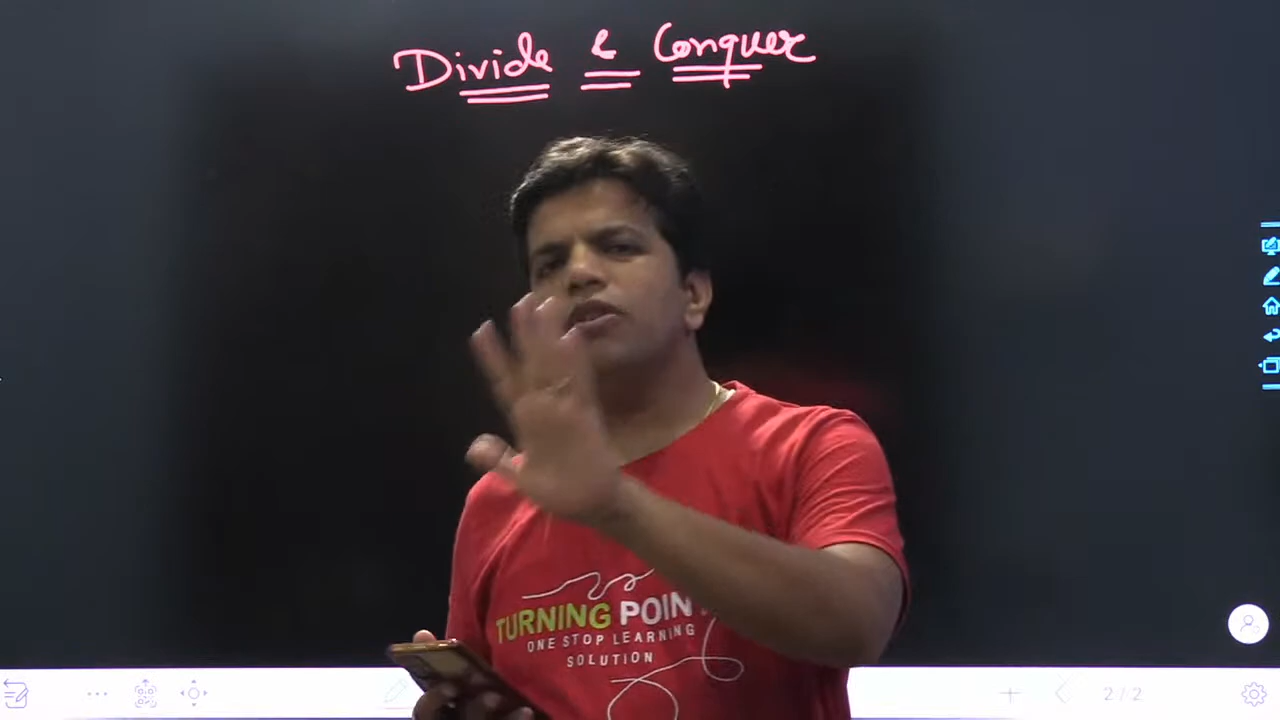 Divide & Conquer
TURNING POIN
ONE STOP LEARNING
SOLUTION
2/2